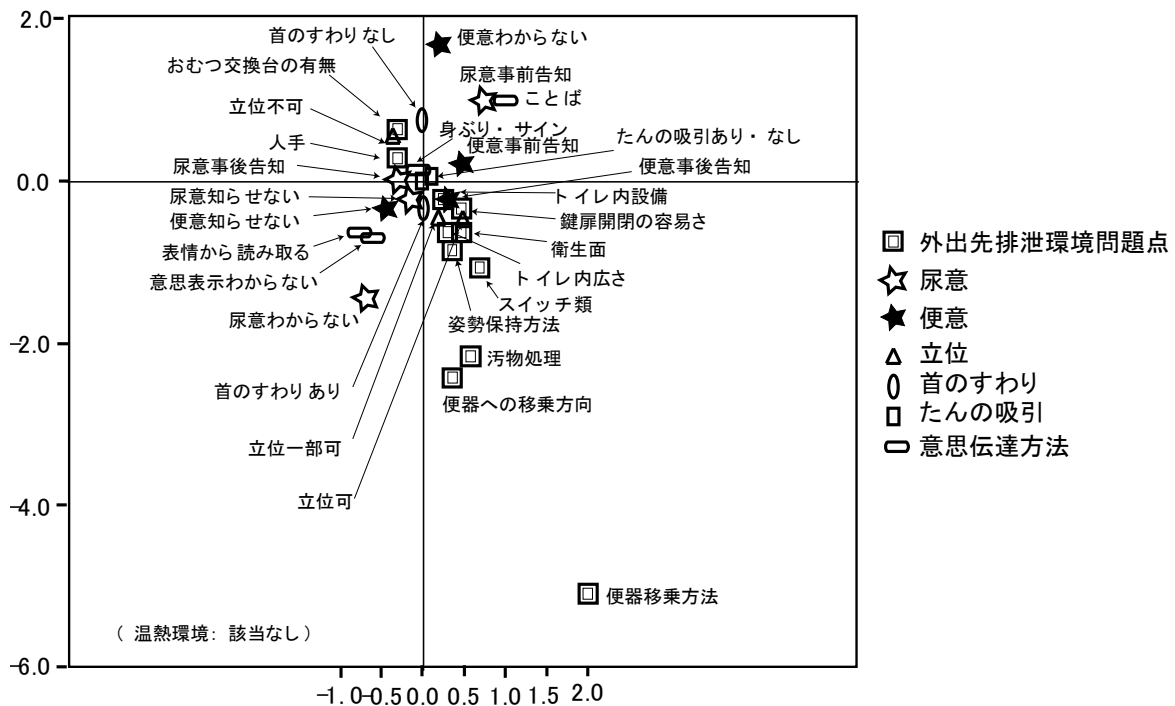 2.0
0.0
-2.0
-4.0
-6.0
首のすわりなし
便意わからない
おむつ交換台の有無
尿意事前告知
ことば
立位不可
身ぶり・サイン
たんの吸引あり・なし
人手
便意事前告知
尿意事後告知
便意事後告知
尿意知らせない
トイレ内設備
便意知らせない
鍵扉開閉の容易さ
表情から読み取る
衛生面
意思表示わからない
トイレ内広さ
スイッチ類
尿意わからない
姿勢保持方法
汚物処理
首のすわりあり
便器への移乗方向
立位一部可
立位可
便器移乗方法
(温熱環境:該当なし)
-1.0
-0.5
0.0
0.5
1.0
1.5
2.0
外出先排泄環境問題点
尿意
便意
立位
首のすわり
たんの吸引
意思伝達方法